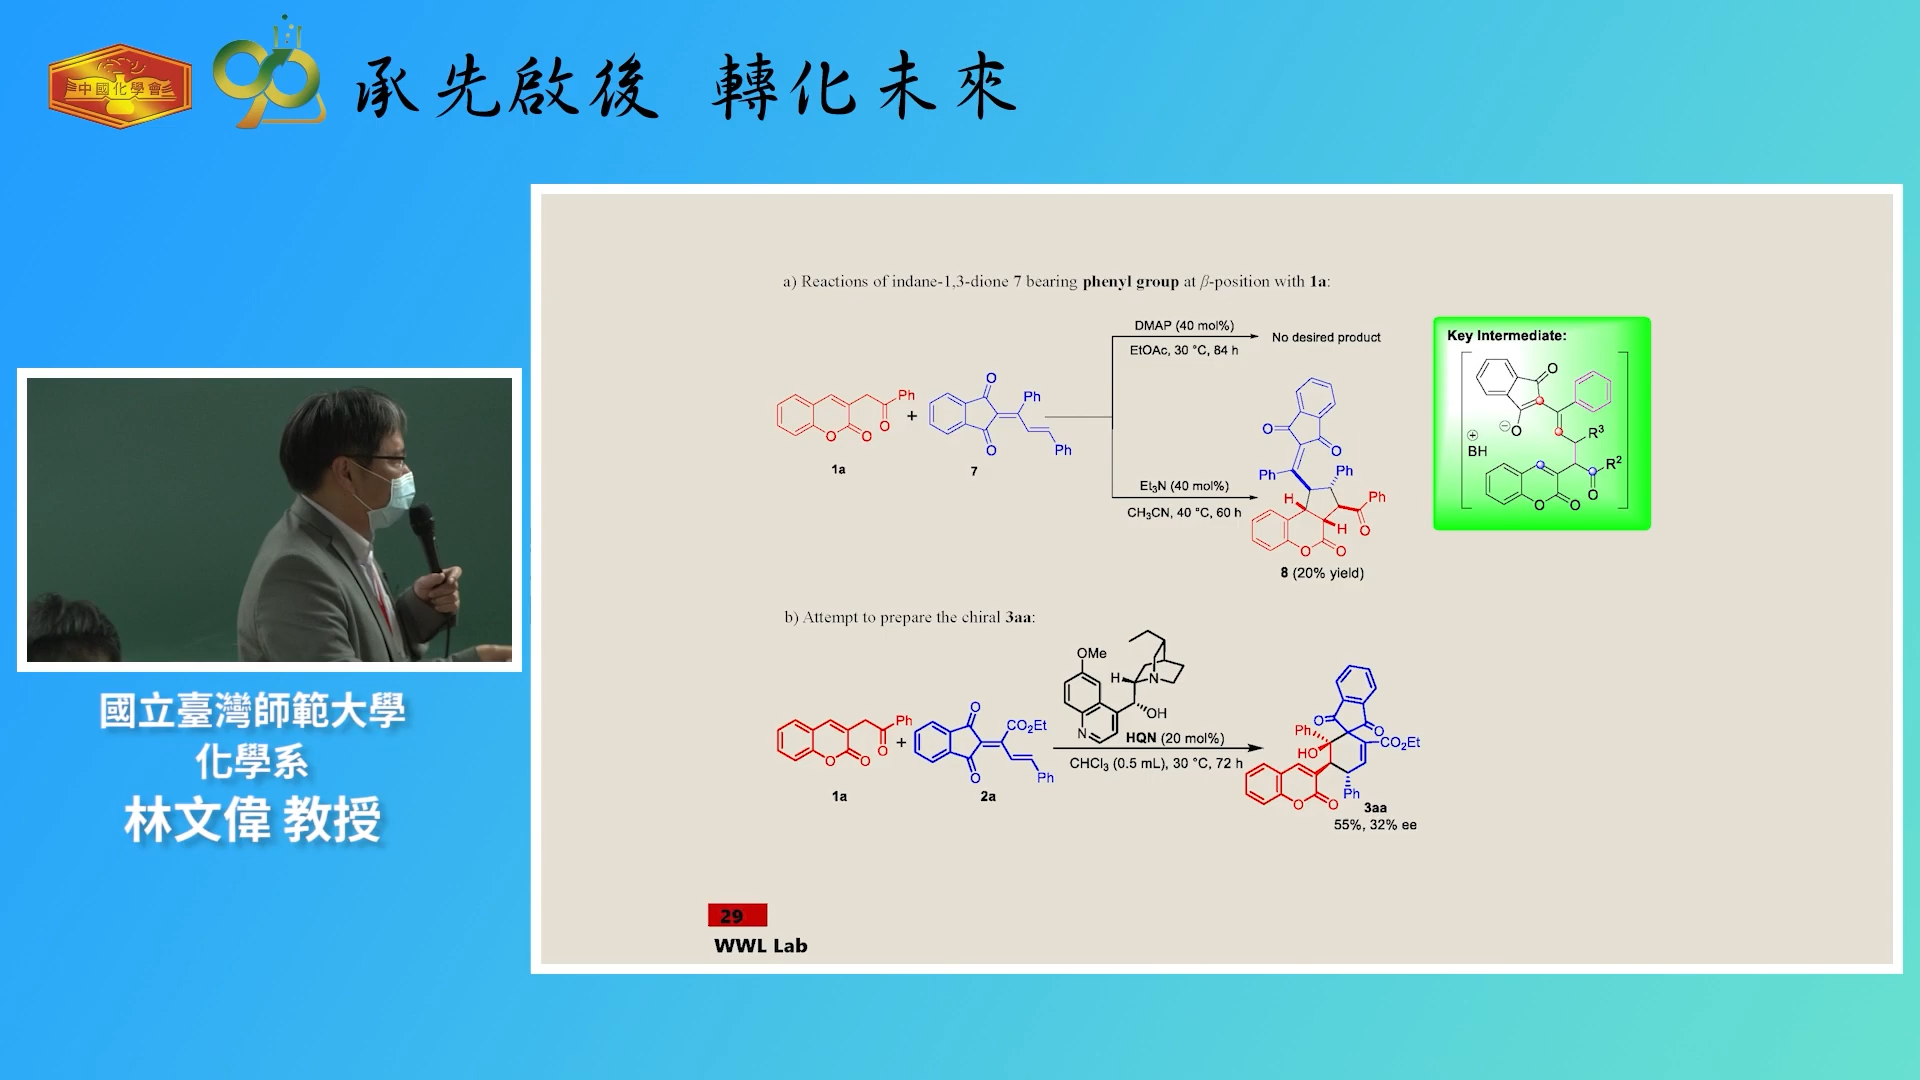 中國化學會
90
承先啟後 轉化未來
a) Reactions of indane-1,3-dione 7 bearing phenyl group at β-position with 1a:
DMAP (40 mol%)
EtOAc, 30 °C, 84 h
No desired product
Key Intermediate:
O
O
⊖
⊕
BH
R³
R²
O
O
O
Ph
O
O
O
+
O
O
Ph
Ph
1a
7
Et₃N (40 mol%)
CH₃CN, 40 °C, 60 h
O
O
Ph
Ph
H
H
Ph
O
O
O
8 (20% yield)
b) Attempt to prepare the chiral 3aa:
OMe
H
N
OH
N
HQN (20 mol%)
CHCl₃ (0.5 mL), 30 °C, 72 h
Ph
O
O
O
+
O
O
CO₂Et
Ph
1a
2a
O
O
Ph
HO
CO₂Et
Ph
O
O
3aa
55%, 32% ee
29
WWL Lab
國立臺灣師範大學
化學系
林文偉 教授